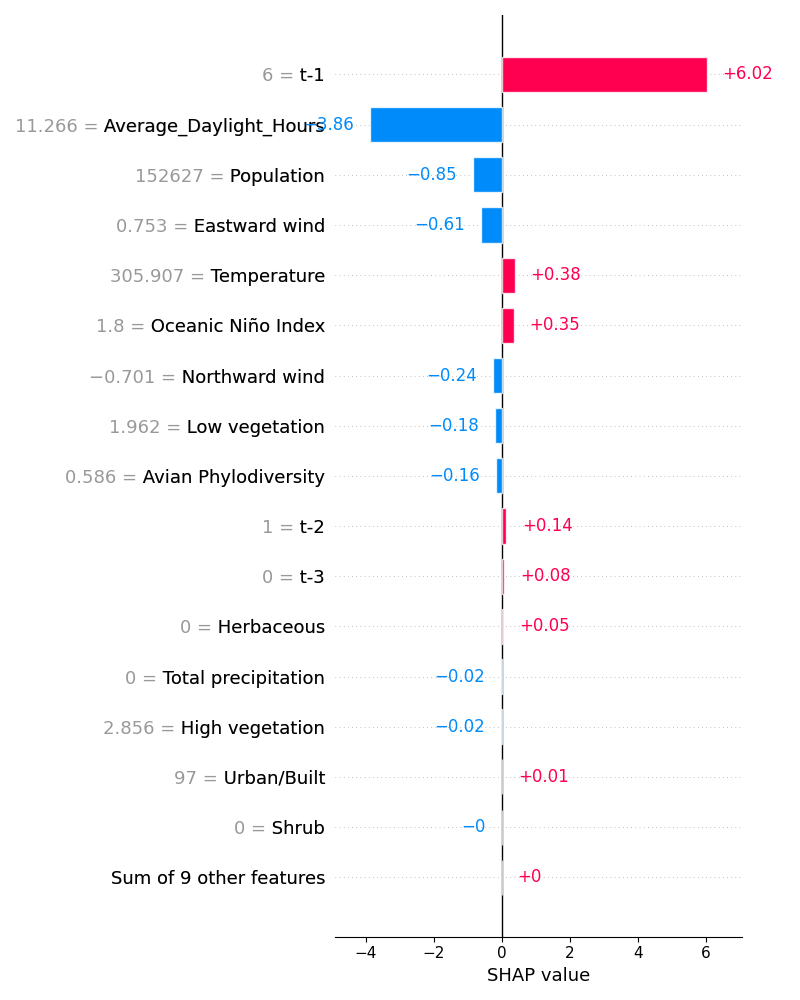 6 = t-1 +6.02
11.266 = Average_Daylight_Hours −3.86
152627 = Population −0.85
0.753 = Eastward wind −0.61
305.907 = Temperature +0.38
1.8 = Oceanic Niño Index +0.35
−0.701 = Northward wind −0.24
1.962 = Low vegetation −0.18
0.586 = Avian Phylodiversity −0.16
1 = t-2 +0.14
0 = t-3 +0.08
0 = Herbaceous +0.05
0 = Total precipitation −0.02
2.856 = High vegetation −0.02
97 = Urban/Built +0.01
0 = Shrub −0
Sum of 9 other features +0
−4 −2 0 2 4 6
SHAP value